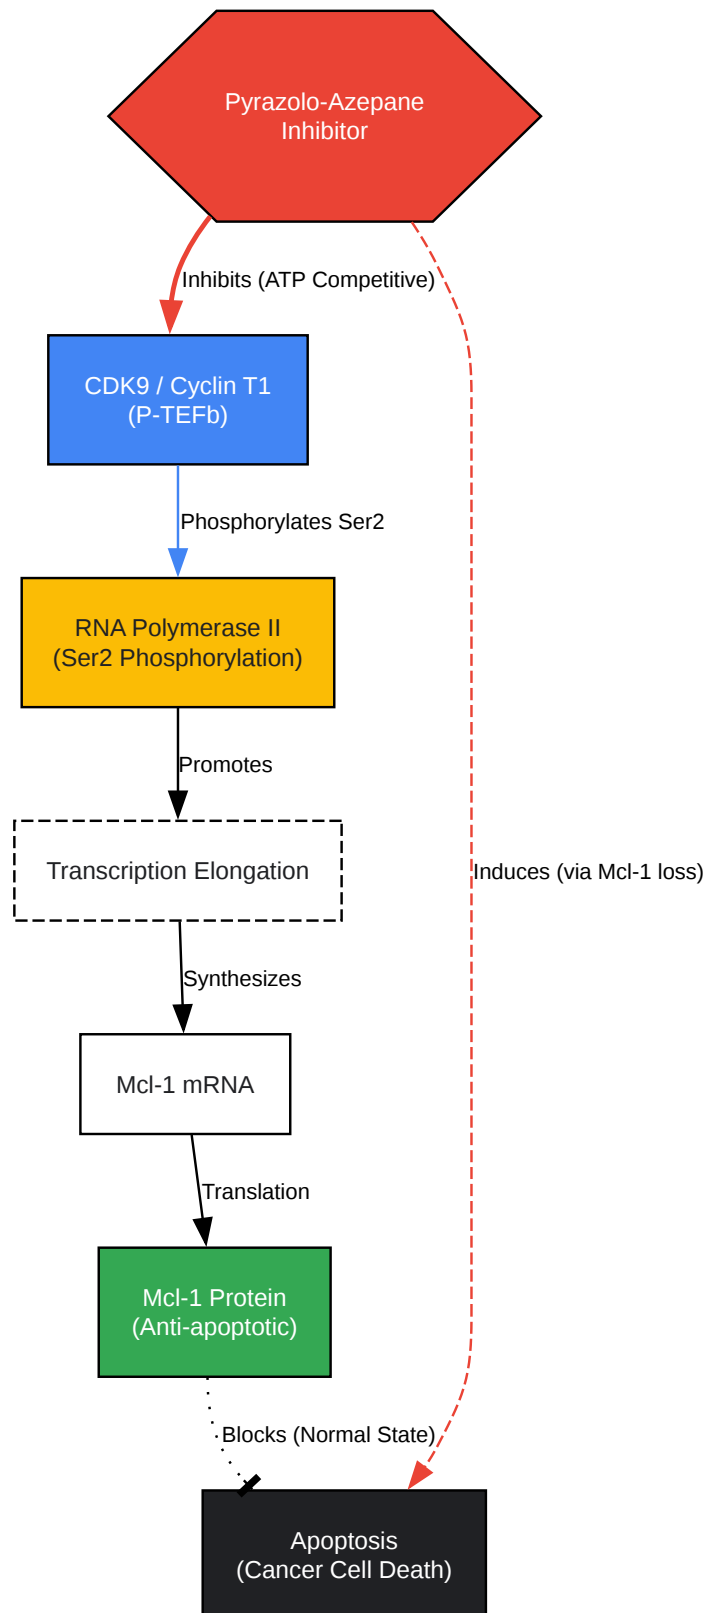 Pyrazolo-Azepane
Inhibitor
Inhibits (ATP Competitive)
CDK9 / Cyclin T1
(P-TEFb)
Phosphorylates Ser2
RNA Polymerase II
(Ser2 Phosphorylation)
Promotes
Transcription Elongation
Induces (via Mcl-1 loss)
Synthesizes
Mcl-1 mRNA
Translation
Mcl-1 Protein
(Anti-apoptotic)
Blocks (Normal State)
Apoptosis
(Cancer Cell Death)